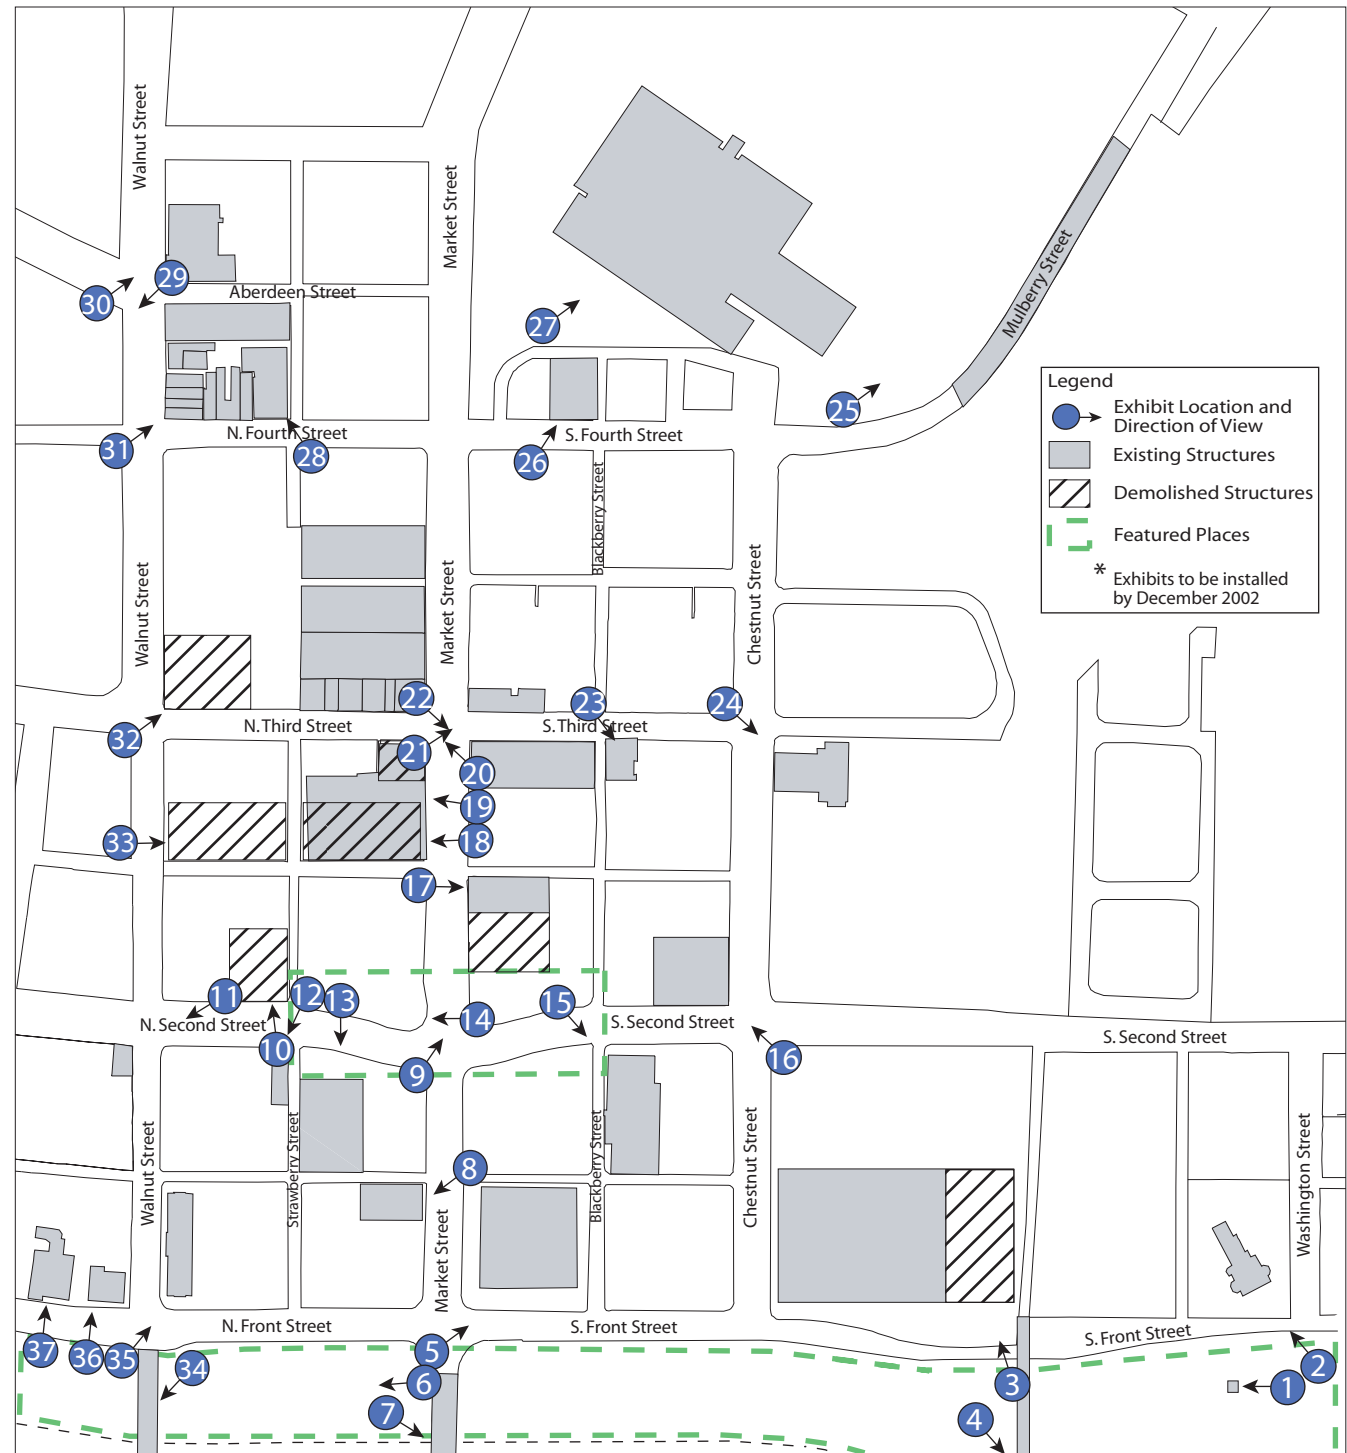 Walnut Street
Market Street
Mulberry Street
29
30
Aberdeen Street
27
Legend
Exhibit Location and
Direction of View
Existing Structures
Demolished Structures
Featured Places
* Exhibits to be installed
by December 2002
25
31
N. Fourth Street
28
S. Fourth Street
26
Blackberry Street
Walnut Street
Market Street
Chestnut Street
22
23
24
32
N. Third Street
S. Third Street
21
20
19
33
18
17
11
12
13
14
15
N. Second Street
S. Second Street
S. Second Street
10
9
16
Walnut Street
Strawberry Street
Market Street
Blackberry Street
Chestnut Street
Washington Street
8
N. Front Street
S. Front Street
S. Front Street
37
36
35
34
5
6
7
4
3
2
1